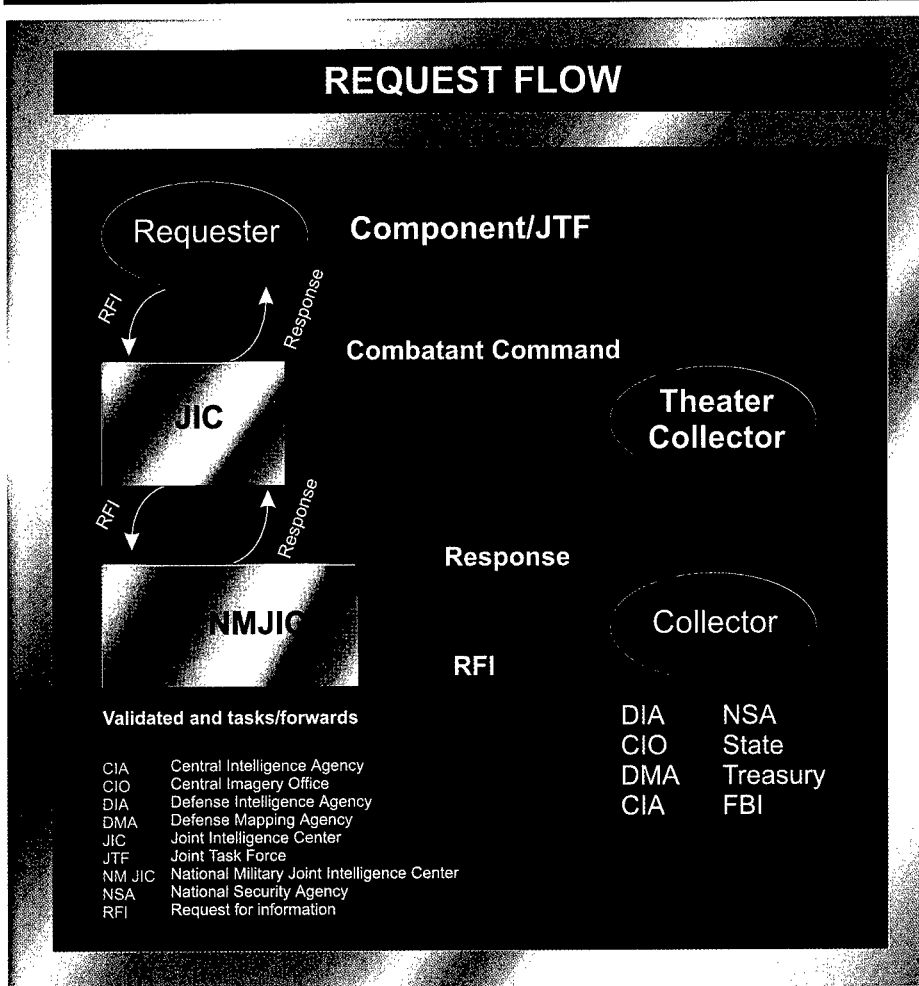 REQUEST FLOW
Requester
Component/JTF
RFI
Response
Combatant Command
JIC
Theater
Collector
RFI
Response
Response
NMJIC
Collector
RFI
Validated and tasks/forwards
DIA NSA
CIO State
DMA Treasury
CIA FBI
CIA Central Intelligence Agency
CIO Central Imagery Office
DIA Defense Intelligence Agency
DMA Defense Mapping Agency
JIC Joint Intelligence Center
JTF Joint Task Force
NM JIC National Military Joint Intelligence Center
NSA National Security Agency
RFI Request for information